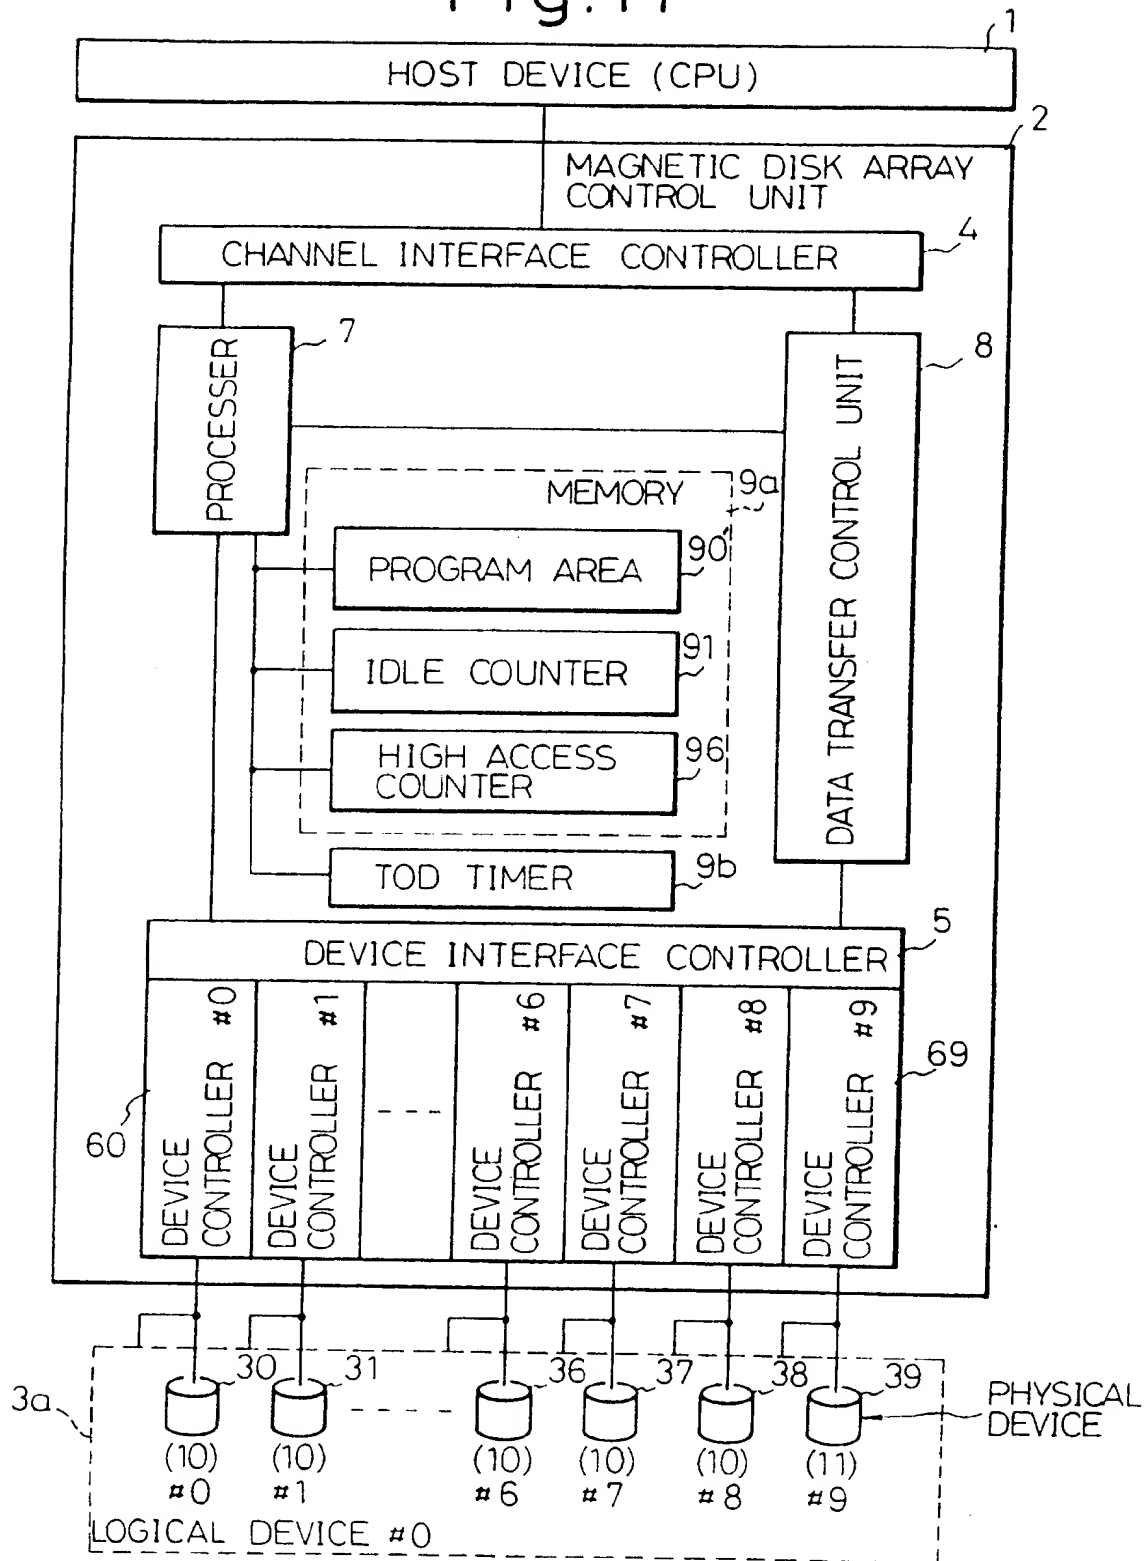 Fig. 17
1
HOST DEVICE (CPU)
2
MAGNETIC DISK ARRAY
CONTROL UNIT
4
CHANNEL INTERFACE CONTROLLER
7
8
PROCESSER
DATA TRANSFER CONTROL UNIT
MEMORY
9a
90
PROGRAM AREA
91
IDLE COUNTER
96
HIGH ACCESS
COUNTER
9b
TOD TIMER
5
DEVICE INTERFACE CONTROLLER
DEVICE
CONTROLLER #0
DEVICE
CONTROLLER #1
DEVICE
CONTROLLER #6
DEVICE
CONTROLLER #7
DEVICE
CONTROLLER #8
DEVICE
CONTROLLER #9
60
69
3a
30
31
36
37
38
39
PHYSICAL
DEVICE
(10)
(10)
(10)
(10)
(10)
(11)
#0
#1
#6
#7
#8
#9
LOGICAL DEVICE #0